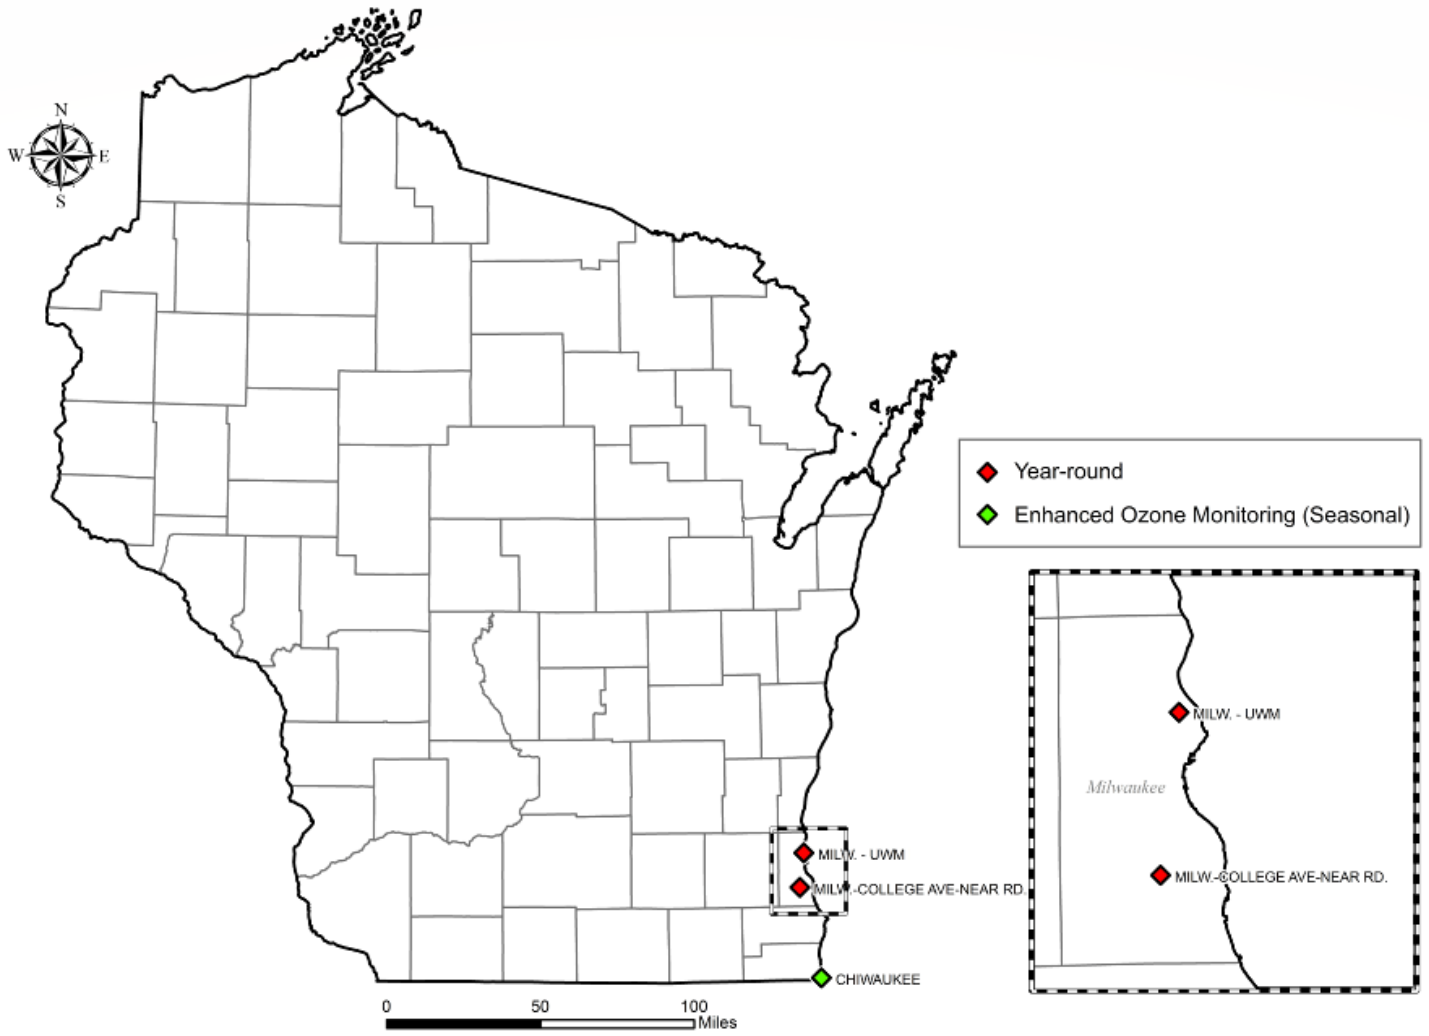 N
W E
S
Year-round
Enhanced Ozone Monitoring (Seasonal)
MILW. - UWM
Milwaukee
MILW.-COLLEGE AVE-NEAR RD.
MILW. - UWM
MILW.-COLLEGE AVE-NEAR RD.
CHIWAUKEE
0 50 100
Miles